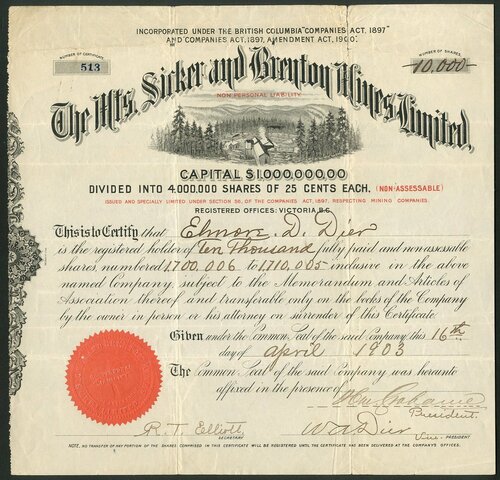 INCORPORATED UNDER THE BRITISH COLUMBIA "COMPANIES ACT, 1897"
AND "COMPANIES ACT, 1897, AMENDMENT ACT, 1900."
NUMBER OF CERTIFICATE
513
NUMBER OF SHARES
10,000
The Mts. Sicker and Brenton Mines Limited,
NON PERSONAL LIABILITY.
CAPITAL $1.000.000.00
DIVIDED INTO 4.000.000 SHARES OF 25 CENTS EACH. (NON-ASSESSABLE)
ISSUED AND SPECIALLY LIMITED UNDER SECTION 56, OF THE COMPANIES ACT, 1897, RESPECTING MINING COMPANIES.
REGISTERED OFFICES: VICTORIA B.C.
This is to Certify that Elmore. D. Dier
is the registered holder of Ten Thousand fully paid and nonassessable
shares, numbered 1,700,006 to 1,710,005 inclusive in the above
named Company subject to the Memorandum and Articles of
Association thereof and transferable only on the books of the Company
by the owner in person or his attorney on surrender of this Certificate.
Given under the Common Seal of the said Company this 16th
day of April 1903
The Common Seal of the said Company was hereunto
affixed in the presence of
President.
R. T. Elliott
SECRETARY
W A Dier
Vice- PRESIDENT
NOTE, NO TRANSFER OF ANY PORTION OF THE SHARES COMPRISED IN THIS CERTIFICATE WILL BE REGISTERED UNTIL THE CERTIFICATE HAS BEEN DELIVERED AT THE COMPANY'S OFFICES.